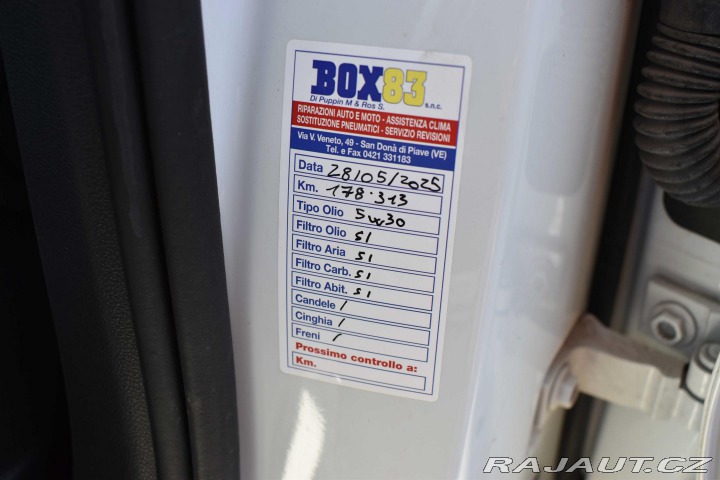 BOX83
Di Puppin M & Ros S. s.n.c.
RIPARAZIONI AUTO E MOTO - ASSISTENZA CLIMA
SOSTITUZIONE PNEUMATICI - SERVIZIO REVISIONI
Via V. Veneto, 49 - San Donà di Piave (VE)
Tel. e Fax 0421 331183
Data 28/05/2025
Km. 178.313
Tipo Olio 5w30
Filtro Olio SI
Filtro Aria SI
Filtro Carb. SI
Filtro Abit. SI
Candele /
Cinghia /
Freni /
Prossimo controllo a:
Km.
RAJAUT.CZ